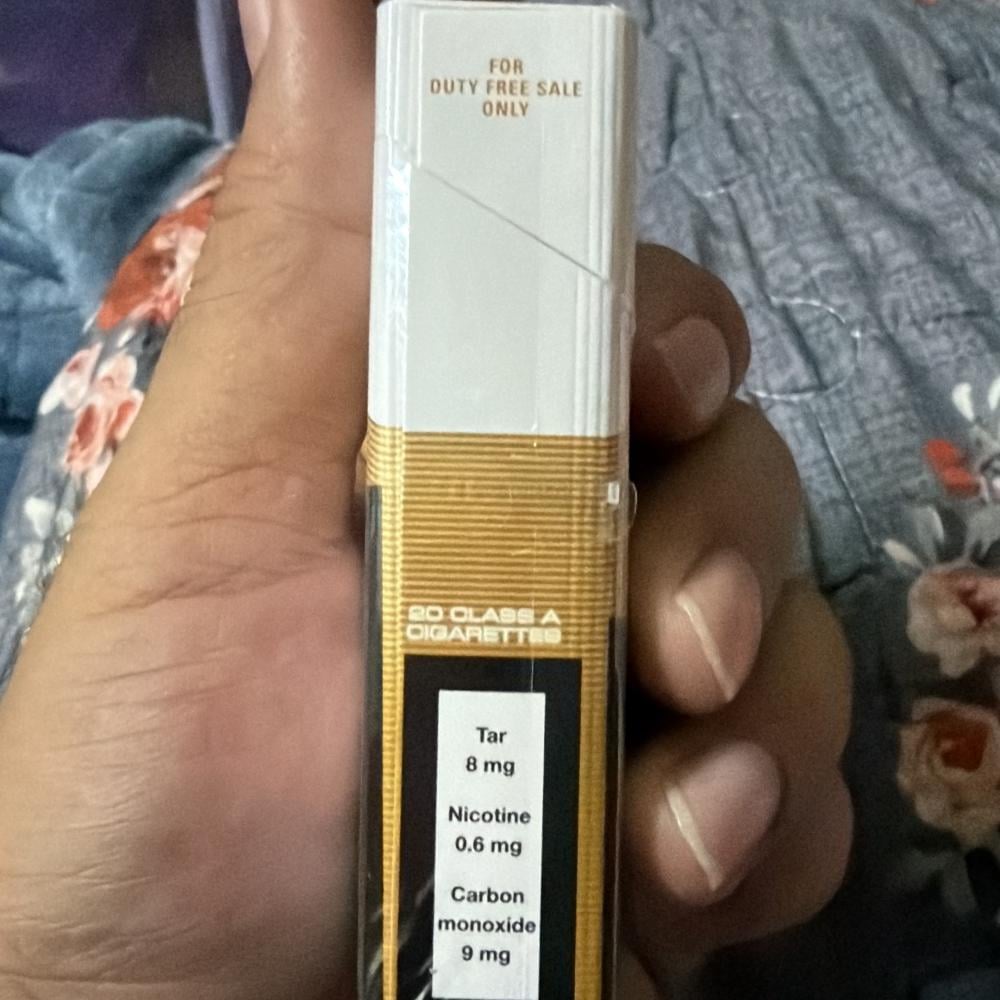 FOR
DUTY FREE SALE
ONLY
20 CLASS A
CIGARETTES
Tar
8 mg
Nicotine
0.6 mg
Carbon
monoxide
9 mg